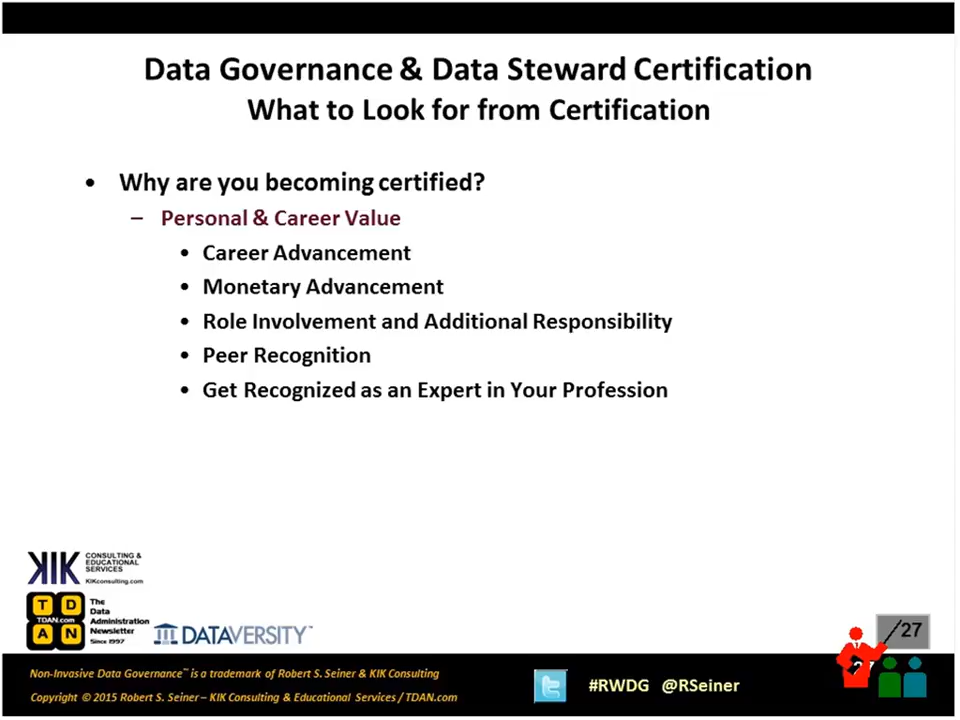 Data Governance & Data Steward Certification
What to Look for from Certification
• Why are you becoming certified?
– Personal & Career Value
• Career Advancement
• Monetary Advancement
• Role Involvement and Additional Responsibility
• Peer Recognition
• Get Recognized as an Expert in Your Profession
KIK CONSULTING &
EDUCATIONAL
SERVICES
KIKconsulting.com
T D
TDAN.com
A N
The
Data
Administration
Newsletter
Since 1997
DATAVERSITY™
/27
27
Non-Invasive Data Governance™ is a trademark of Robert S. Seiner & KIK Consulting
Copyright © 2015 Robert S. Seiner – KIK Consulting & Educational Services / TDAN.com
#RWDG @RSeiner